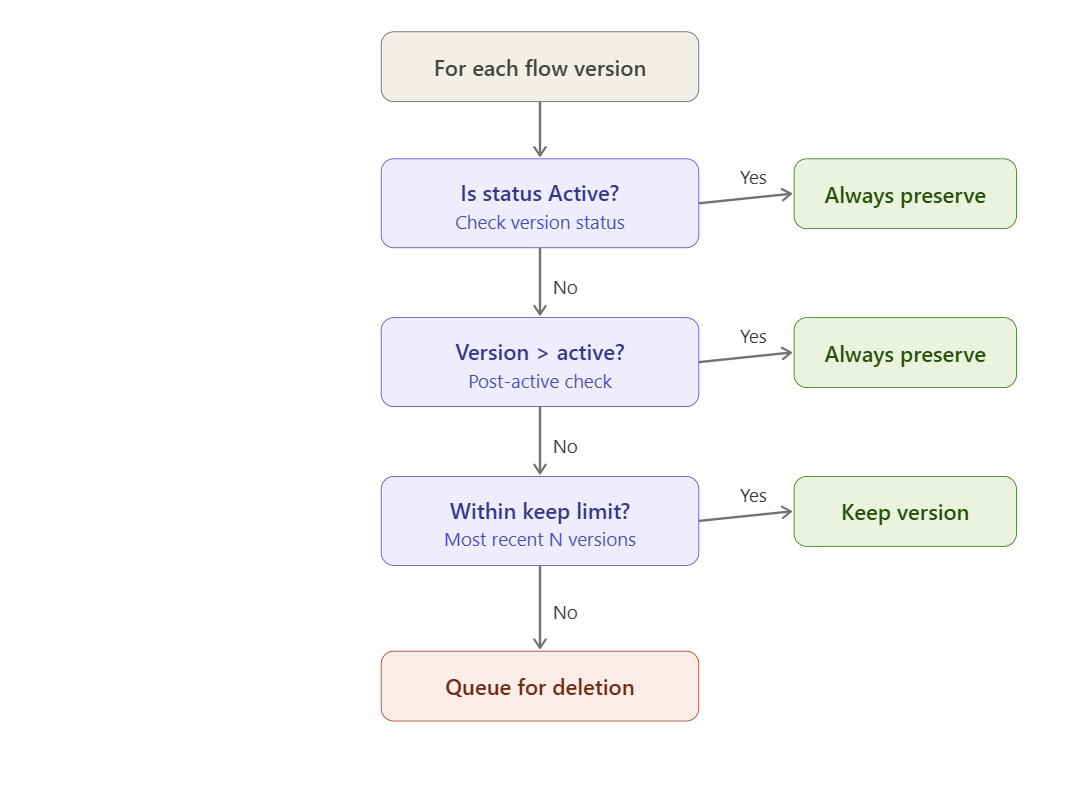 For each flow version
Is status Active?
Check version status
Yes
Always preserve
No
Version > active?
Post-active check
Yes
Always preserve
No
Within keep limit?
Most recent N versions
Yes
Keep version
No
Queue for deletion